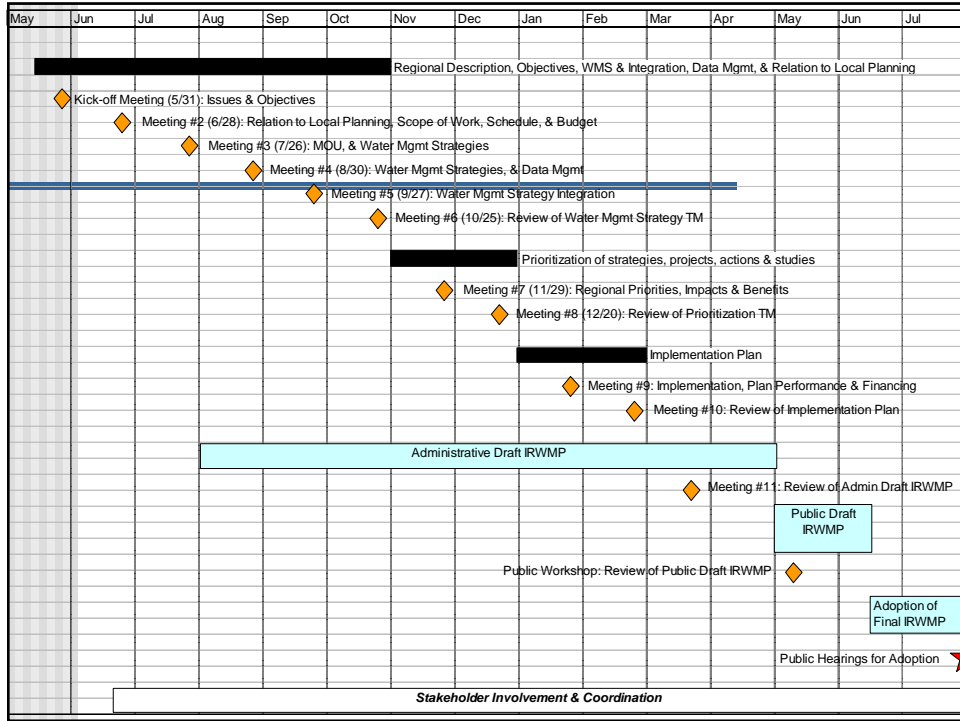 May Jun Jul Aug Sep Oct Nov Dec Jan Feb Mar Apr May Jun Jul
Regional Description, Objectives, WMS & Integration, Data Mgmt, & Relation to Local Planning
Kick-off Meeting (5/31): Issues & Objectives
Meeting #2 (6/28): Relation to Local Planning, Scope of Work, Schedule, & Budget
Meeting #3 (7/26): MOU, & Water Mgmt Strategies
Meeting #4 (8/30): Water Mgmt Strategies, & Data Mgmt
Meeting #5 (9/27): Water Mgmt Strategy Integration
Meeting #6 (10/25): Review of Water Mgmt Strategy TM
Prioritization of strategies, projects, actions & studies
Meeting #7 (11/29): Regional Priorities, Impacts & Benefits
Meeting #8 (12/20): Review of Prioritization TM
Implementation Plan
Meeting #9: Implementation, Plan Performance & Financing
Meeting #10: Review of Implementation Plan
Administrative Draft IRWMP
Meeting #11: Review of Admin Draft IRWMP
Public Draft
IRWMP
Public Workshop: Review of Public Draft IRWMP
Adoption of
Final IRWMP
Public Hearings for Adoption
Stakeholder Involvement & Coordination